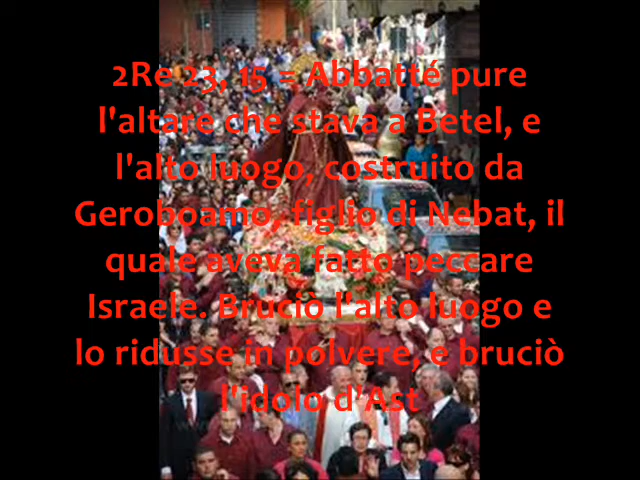 2Re 23, 15 = Abbatté pure
l'altare che stava a Betel, e
l'alto luogo, costruito da
Geroboamo, figlio di Nebat, il
quale aveva fatto peccare
Israele. Bruciò l'alto luogo e
lo ridusse in polvere, e bruciò
l'idolo d'Ast